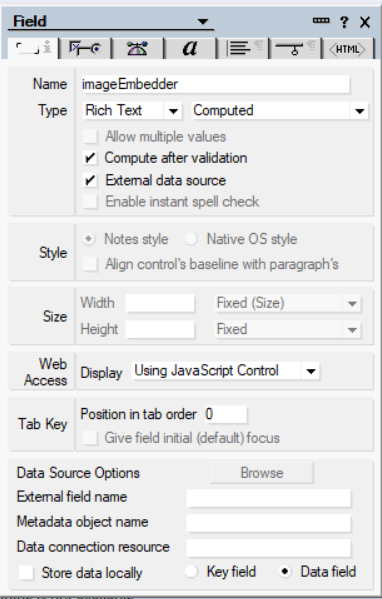 Field ? X
i a ¶ ¶ <HTML>
Name imageEmbedder
Type Rich Text Computed
Allow multiple values
Compute after validation
External data source
Enable instant spell check
Style Notes style Native OS style
Align control's baseline with paragraph's
Size Width Fixed (Size)
Height Fixed
Web Access Display Using JavaScript Control
Tab Key Position in tab order 0
Give field initial (default) focus
Data Source Options Browse
External field name
Metadata object name
Data connection resource
Store data locally Key field Data field